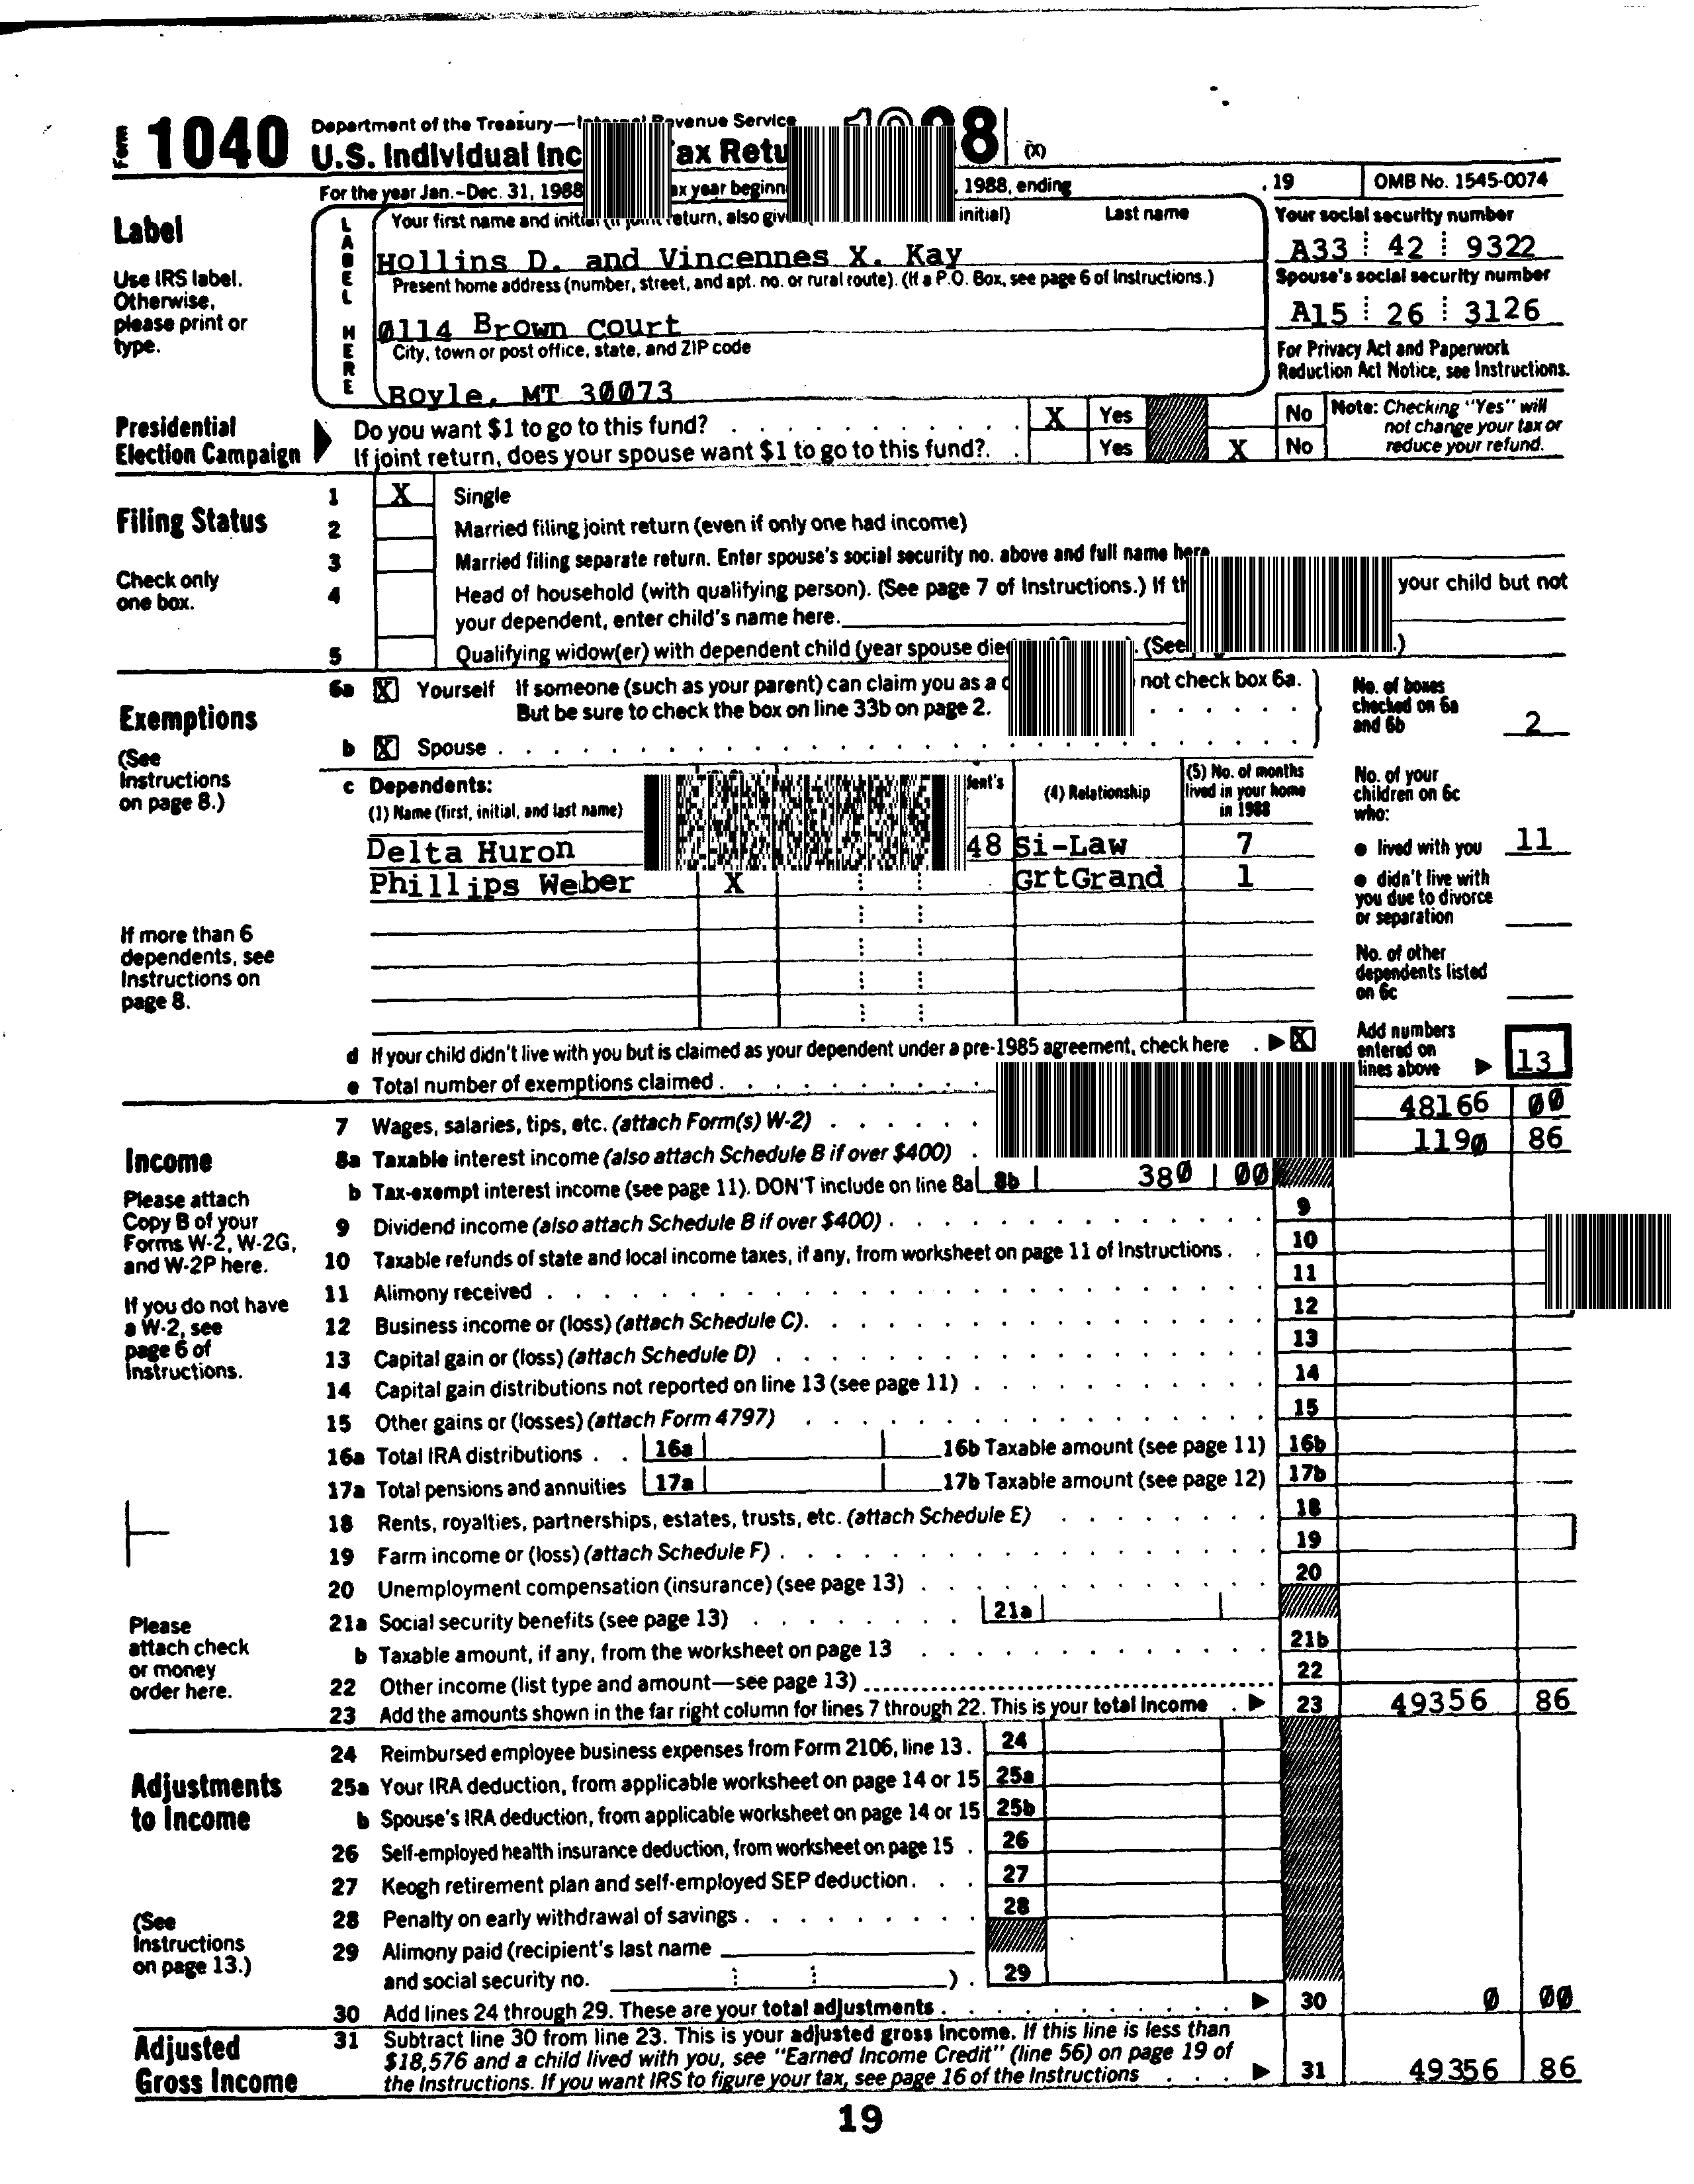 Form 1040 Department of the Treasury—Internal Revenue Service
U.S. Individual Inc ax Retu 8 (X)
For the year Jan.-Dec. 31, 1988 ax year beginn , 1988, ending , 19 OMB No. 1545-0074
Label
LABEL HERE
Your first name and initial (if joint return, also giv initial) Last name
Your social security number
Hollins D. and Vincennes X. Kay
A33 42 9322
Use IRS label.
Otherwise,
please print or
type.
Present home address (number, street, and apt. no. or rural route). (If a P.O. Box, see page 6 of Instructions.)
Spouse's social security number
0114 Brown Court
A15 26 3126
City, town or post office, state, and ZIP code
For Privacy Act and Paperwork
Reduction Act Notice, see Instructions.
Boyle, MT 30073
Presidential
Election Campaign
Do you want $1 to go to this fund? X Yes No
If joint return, does your spouse want $1 to go to this fund? Yes X No
Note: Checking "Yes" will
not change your tax or
reduce your refund.
Filing Status
Check only
one box.
1 X Single
2 Married filing joint return (even if only one had income)
3 Married filing separate return. Enter spouse's social security no. above and full name here
4 Head of household (with qualifying person). (See page 7 of Instructions.) If th your child but not
your dependent, enter child's name here.
5 Qualifying widow(er) with dependent child (year spouse die (See .)
Exemptions
(See
Instructions
on page 8.)
6a X Yourself If someone (such as your parent) can claim you as a d not check box 6a.
But be sure to check the box on line 33b on page 2.
b X Spouse
No. of boxes
checked on 6a
and 6b 2
c Dependents:
(1) Name (first, initial, and last name) dent's (4) Relationship (5) No. of months
lived in your home
in 1988
Delta Huron 48 Si-Law 7
Phillips Weber X GrtGrand 1
No. of your
children on 6c
who:
● lived with you 11
● didn't live with
you due to divorce
or separation
If more than 6
dependents, see
Instructions on
page 8.
No. of other
dependents listed
on 6c
d If your child didn't live with you but is claimed as your dependent under a pre-1985 agreement, check here ▶ X
e Total number of exemptions claimed
Add numbers
entered on
lines above ▶ 13
Income
Please attach
Copy B of your
Forms W-2, W-2G,
and W-2P here.
If you do not have
a W-2, see
page 6 of
Instructions.
Please
attach check
or money
order here.
7 Wages, salaries, tips, etc. (attach Form(s) W-2) 48166 00
8a Taxable interest income (also attach Schedule B if over $400) 1190 86
b Tax-exempt interest income (see page 11). DON'T include on line 8a 8b 380 00
9 Dividend income (also attach Schedule B if over $400) 9
10 Taxable refunds of state and local income taxes, if any, from worksheet on page 11 of Instructions 10
11 Alimony received 11
12 Business income or (loss) (attach Schedule C) 12
13 Capital gain or (loss) (attach Schedule D) 13
14 Capital gain distributions not reported on line 13 (see page 11) 14
15 Other gains or (losses) (attach Form 4797) 15
16a Total IRA distributions 16a 16b Taxable amount (see page 11) 16b
17a Total pensions and annuities 17a 17b Taxable amount (see page 12) 17b
18 Rents, royalties, partnerships, estates, trusts, etc. (attach Schedule E) 18
19 Farm income or (loss) (attach Schedule F) 19
20 Unemployment compensation (insurance) (see page 13) 20
21a Social security benefits (see page 13) 21a
b Taxable amount, if any, from the worksheet on page 13 21b
22 Other income (list type and amount—see page 13) 22
23 Add the amounts shown in the far right column for lines 7 through 22. This is your total income ▶ 23 49356 86
Adjustments
to Income
(See
Instructions
on page 13.)
24 Reimbursed employee business expenses from Form 2106, line 13 24
25a Your IRA deduction, from applicable worksheet on page 14 or 15 25a
b Spouse's IRA deduction, from applicable worksheet on page 14 or 15 25b
26 Self-employed health insurance deduction, from worksheet on page 15 26
27 Keogh retirement plan and self-employed SEP deduction 27
28 Penalty on early withdrawal of savings 28
29 Alimony paid (recipient's last name
and social security no. ) 29
30 Add lines 24 through 29. These are your total adjustments ▶ 30 0 00
Adjusted
Gross Income
31 Subtract line 30 from line 23. This is your adjusted gross income. If this line is less than
$18,576 and a child lived with you, see "Earned Income Credit" (line 56) on page 19 of
the Instructions. If you want IRS to figure your tax, see page 16 of the Instructions ▶ 31 49356 86
19